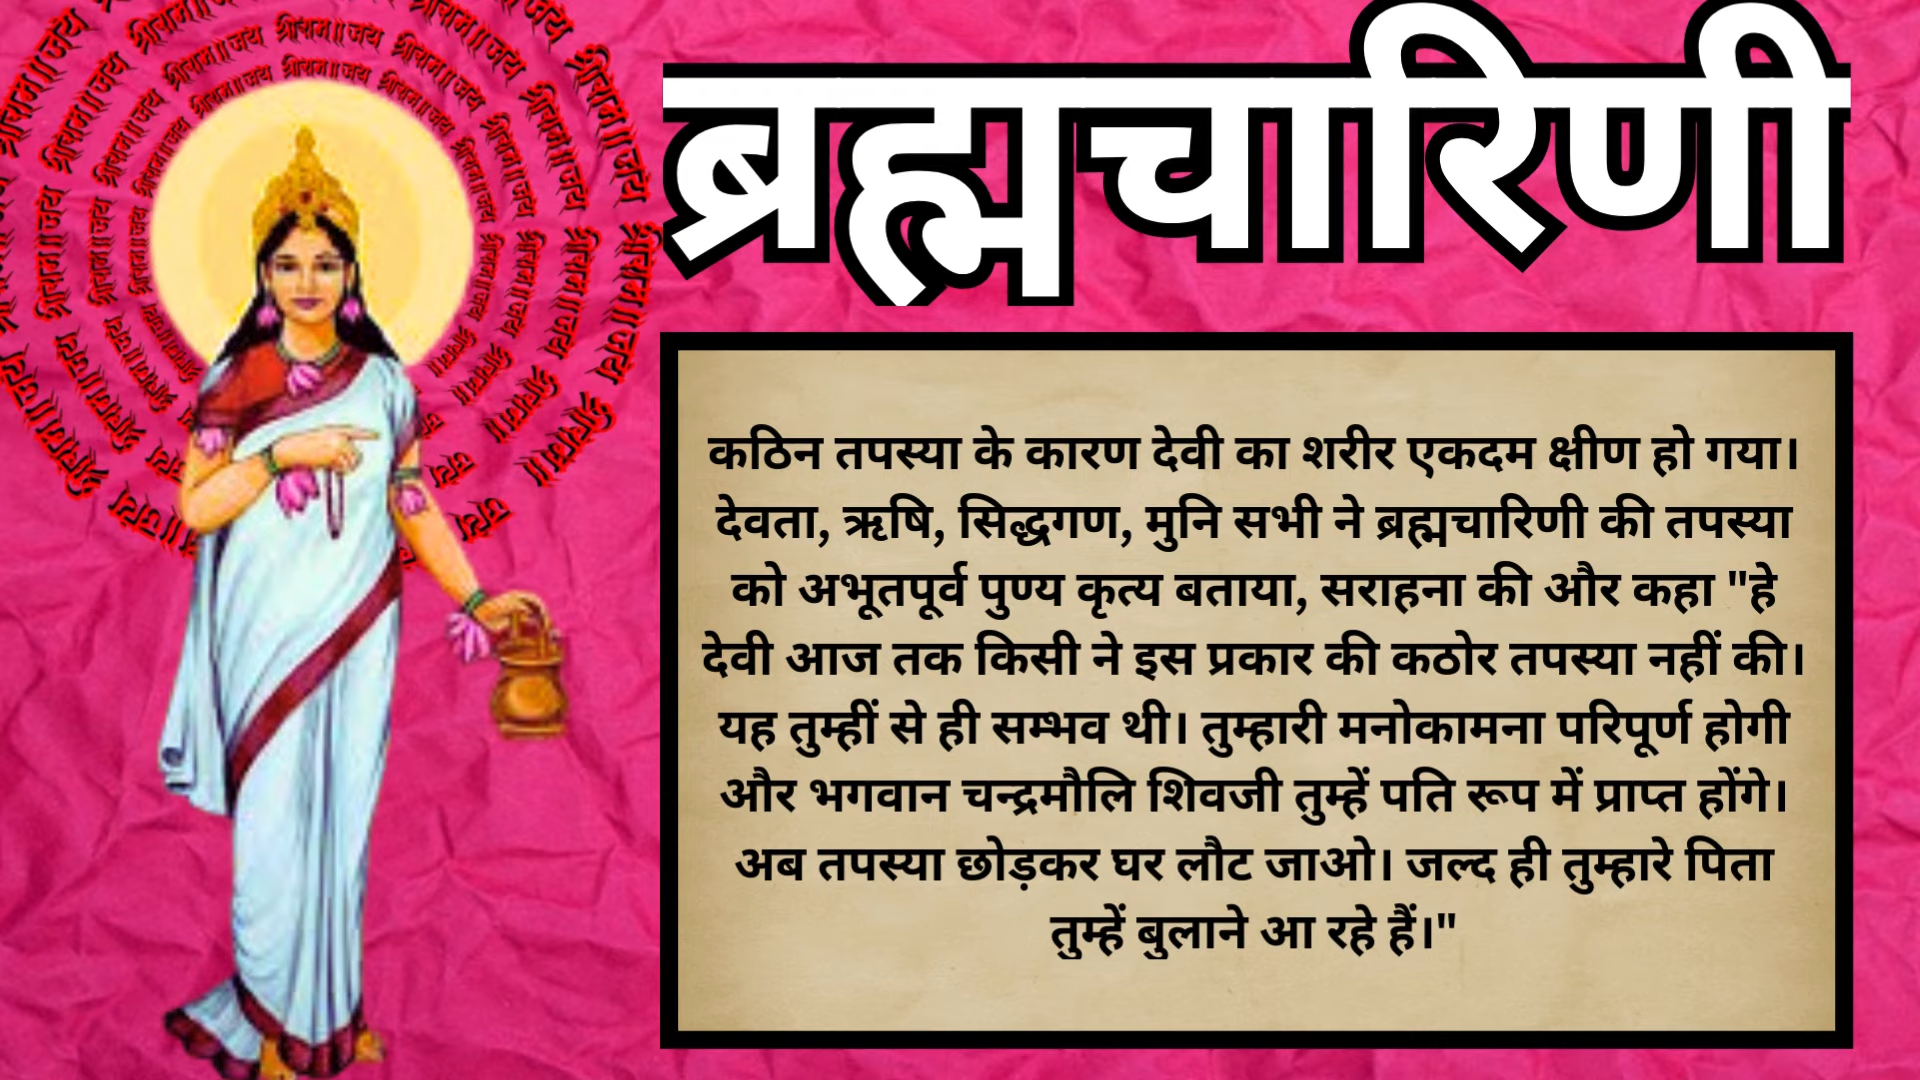 ब्रह्मचारिणी
कठिन तपस्या के कारण देवी का शरीर एकदम क्षीण हो गया।
देवता, ऋषि, सिद्धगण, मुनि सभी ने ब्रह्मचारिणी की तपस्या
को अभूतपूर्व पुण्य कृत्य बताया, सराहना की और कहा "हे
देवी आज तक किसी ने इस प्रकार की कठोर तपस्या नहीं की।
यह तुम्हीं से ही सम्भव थी। तुम्हारी मनोकामना परिपूर्ण होगी
और भगवान चन्द्रमौलि शिवजी तुम्हें पति रूप में प्राप्त होंगे।
अब तपस्या छोड़कर घर लौट जाओ। जल्द ही तुम्हारे पिता
तुम्हें बुलाने आ रहे हैं।"